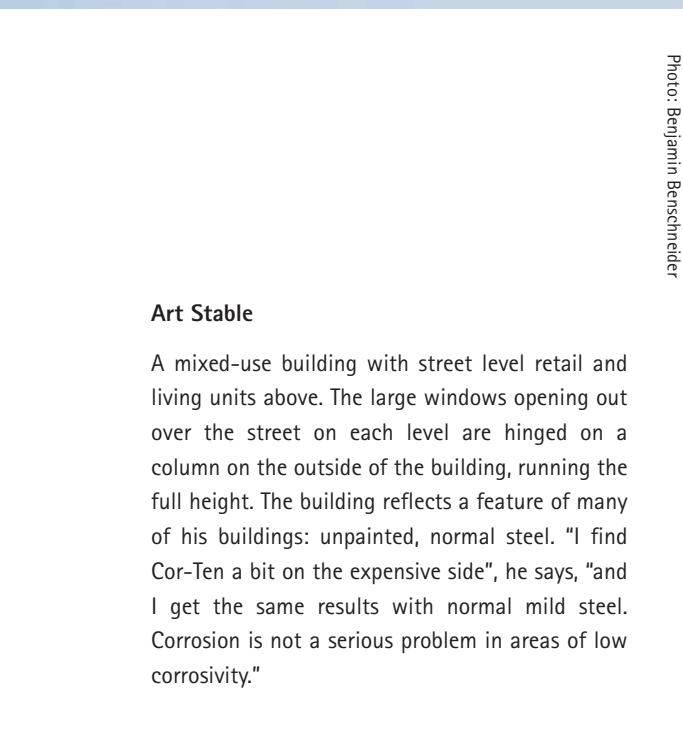 Photo: Benjamin Benschneider
Art Stable
A mixed-use building with street level retail and
living units above. The large windows opening out
over the street on each level are hinged on a
column on the outside of the building, running the
full height. The building reflects a feature of many
of his buildings: unpainted, normal steel. "I find
Cor-Ten a bit on the expensive side", he says, "and
I get the same results with normal mild steel.
Corrosion is not a serious problem in areas of low
corrosivity."